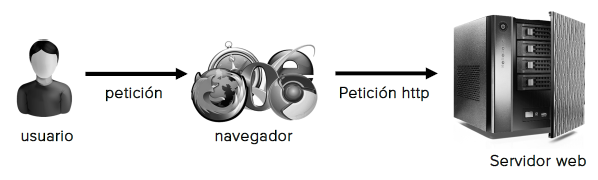 petición
Petición http
usuario
navegador
Servidor web